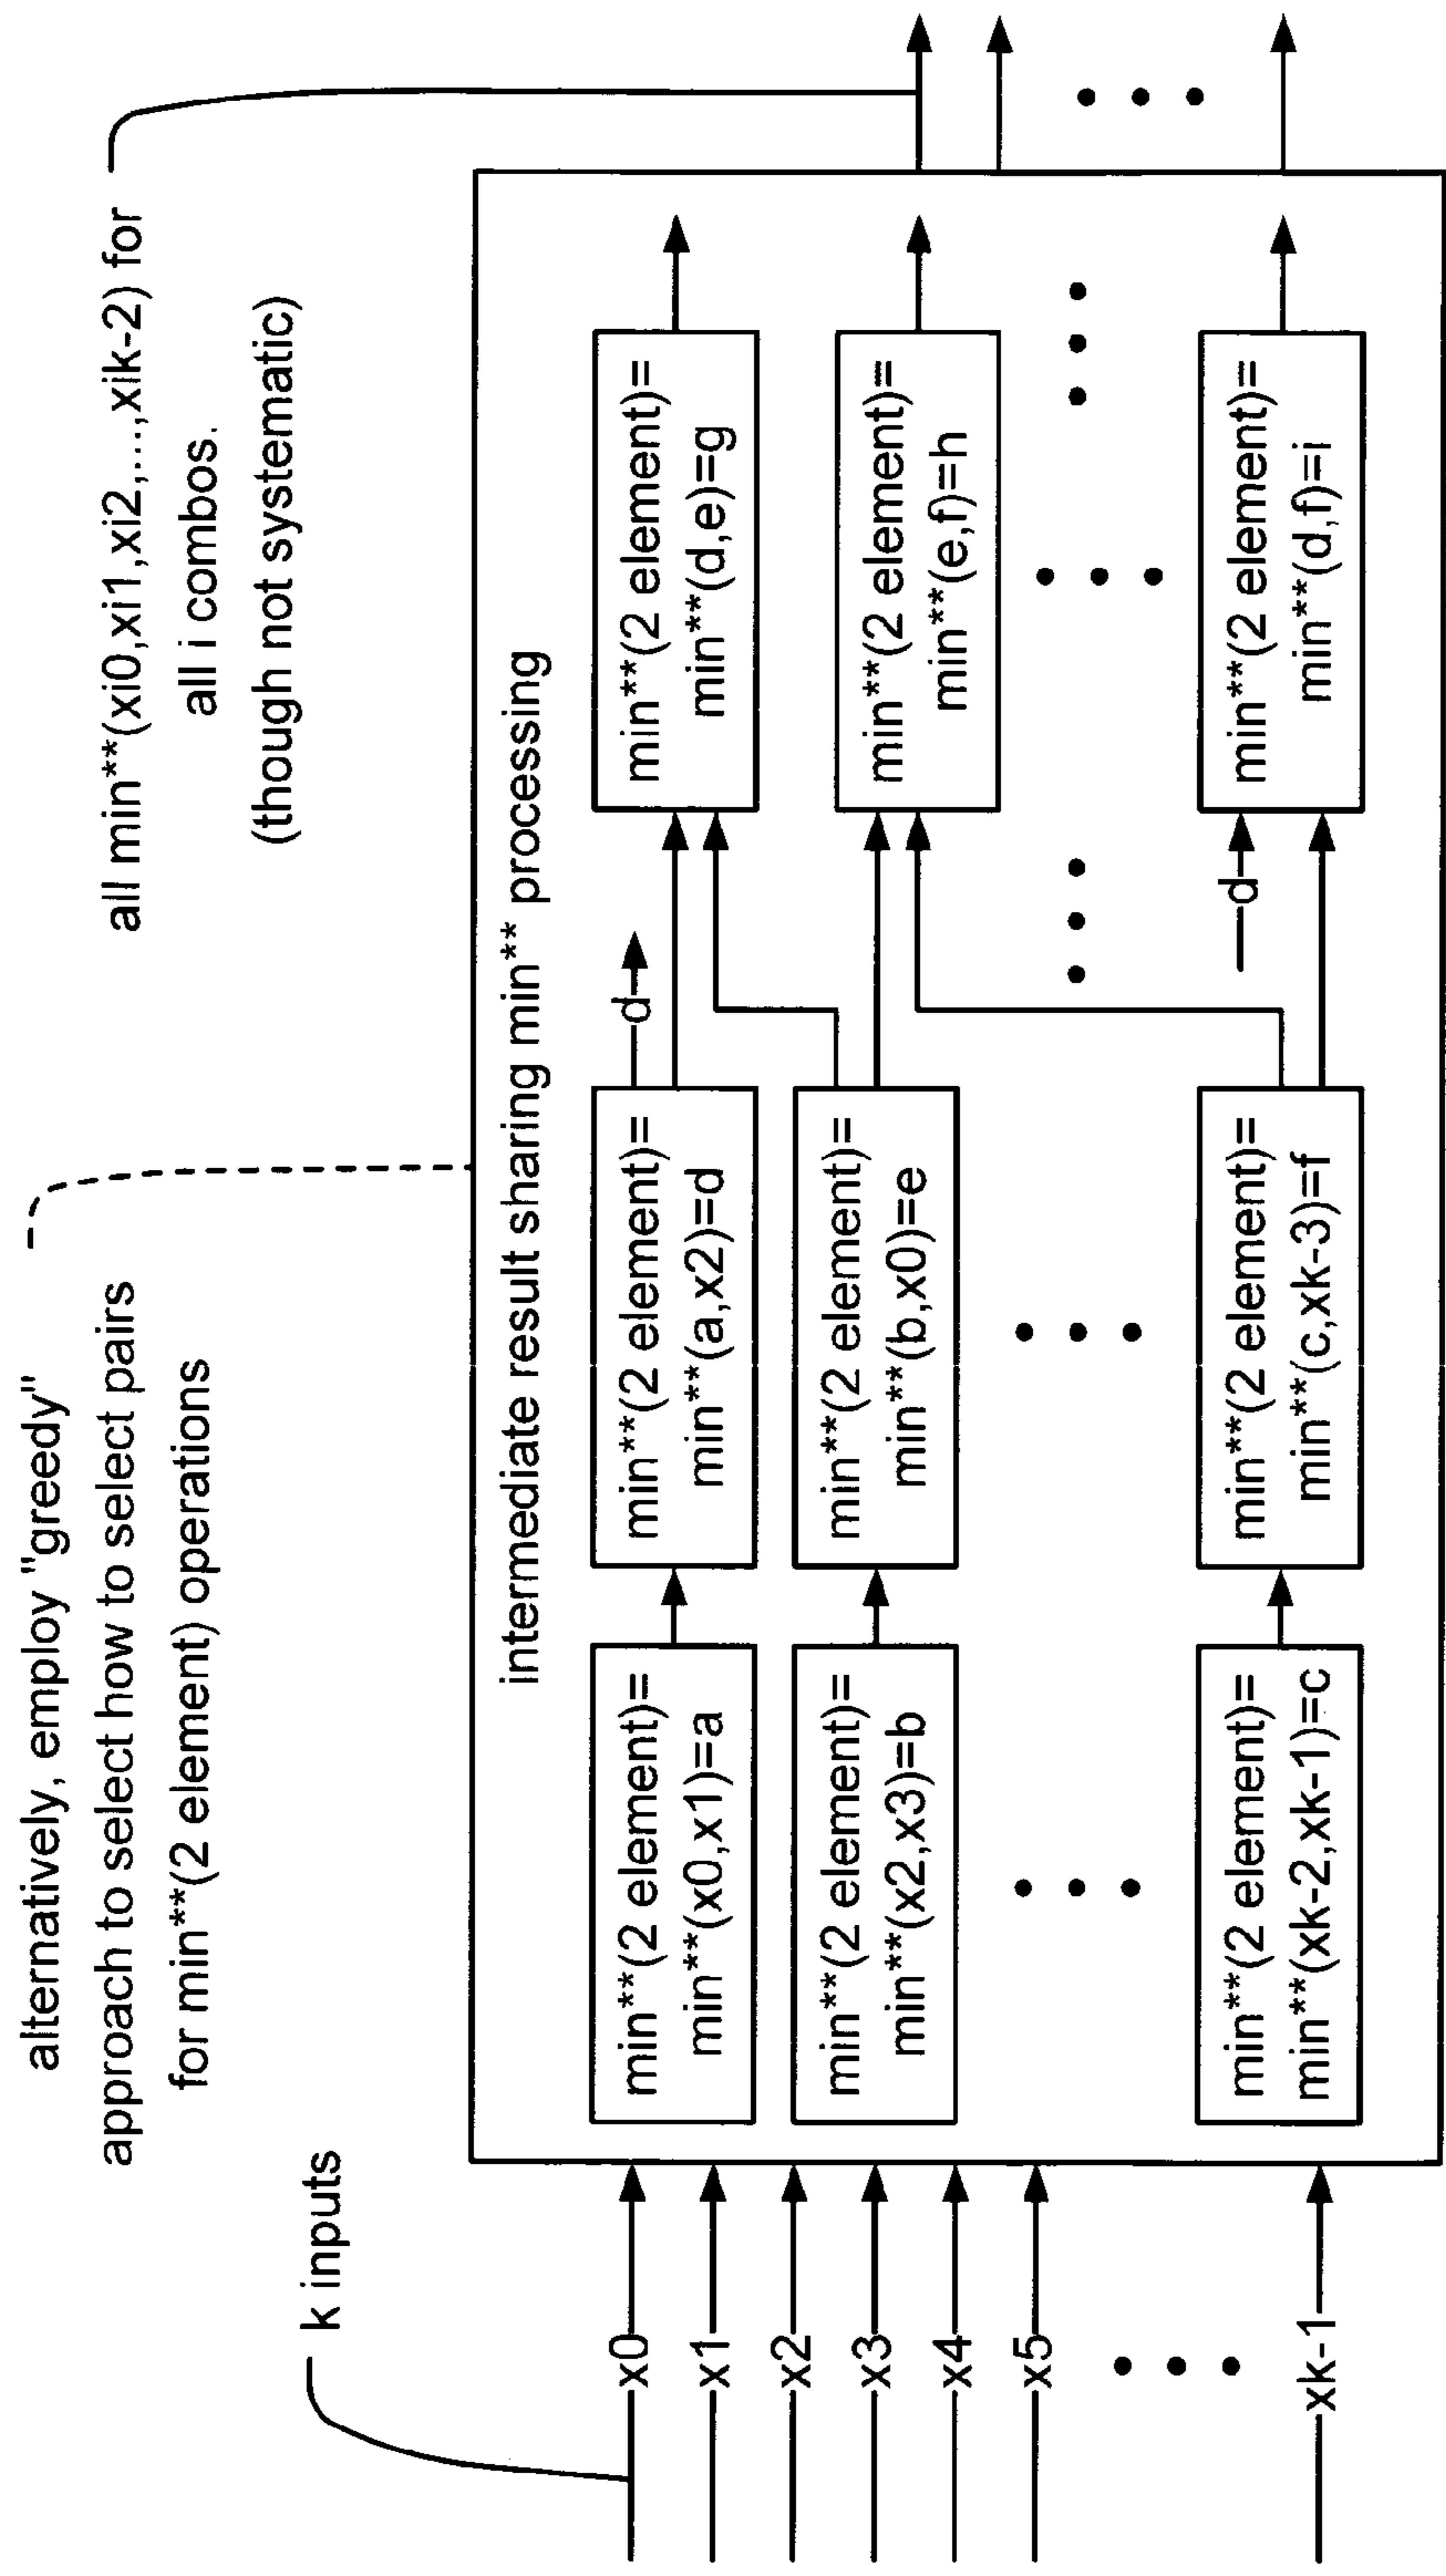 alternatively, employ "greedy"
approach to select how to select pairs
for min**(2 element) operations
all min**(xi0,xi1,xi2,...,xik-2) for
all i combos.
(though not systematic)
k inputs
intermediate result sharing min** processing
x0
x1
x2
x3
x4
x5
xk-1
min**(2 element)=
min**(x0,x1)=a
min**(2 element)=
min**(x2,x3)=b
min**(2 element)=
min**(xk-2,xk-1)=c
min**(2 element)=
min**(a,x2)=d
min**(2 element)=
min**(b,x0)=e
min**(2 element)=
min**(c,xk-3)=f
d
d
min**(2 element)=
min**(d,e)=g
min**(2 element)=
min**(e,f)=h
min**(2 element)=
min**(d,f)=i